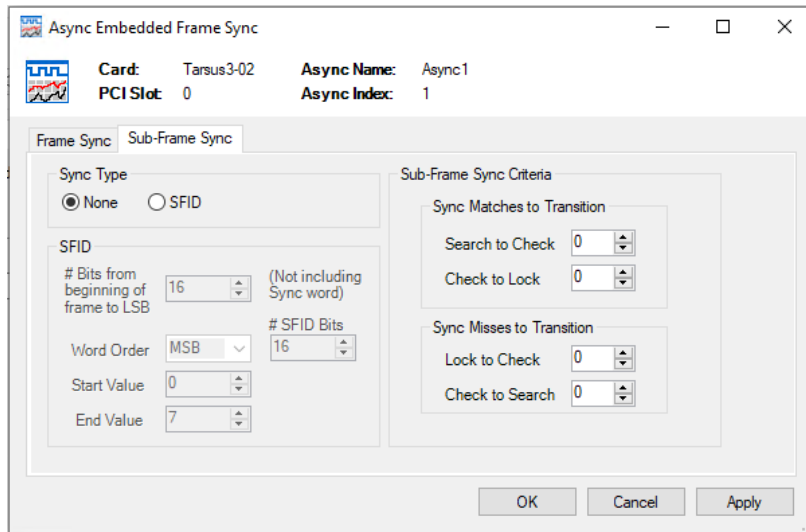 Async Embedded Frame Sync
Card: Tarsus3-02 Async Name: Async1
PCI Slot: 0 Async Index: 1
Frame Sync Sub-Frame Sync
Sync Type
None SFID
SFID
# Bits from
beginning of
frame to LSB
16
(Not including
Sync word)
# SFID Bits
16
Word Order MSB
Start Value 0
End Value 7
Sub-Frame Sync Criteria
Sync Matches to Transition
Search to Check 0
Check to Lock 0
Sync Misses to Transition
Lock to Check 0
Check to Search 0
OK Cancel Apply